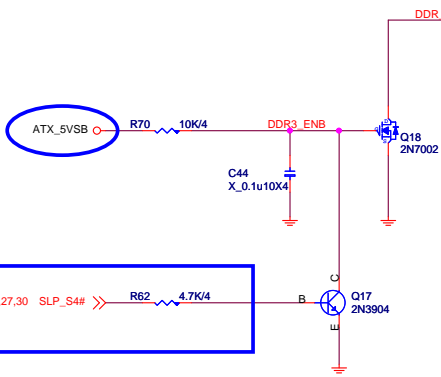 DDR
R70 10K/4
ATX_5VSB
DDR3_ENB
Q18
2N7002
C44
X_0.1u10X4
C
27,30 SLP_S4#
R62 4.7K/4
B
Q17
2N3904
E